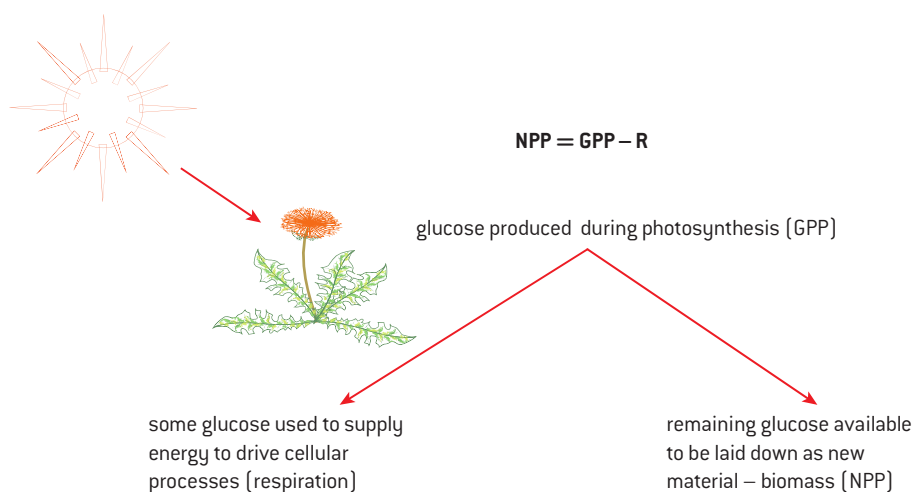 NPP = GPP – R
glucose produced during photosynthesis (GPP)
some glucose used to supply
energy to drive cellular
processes (respiration)
remaining glucose available
to be laid down as new
material – biomass (NPP)